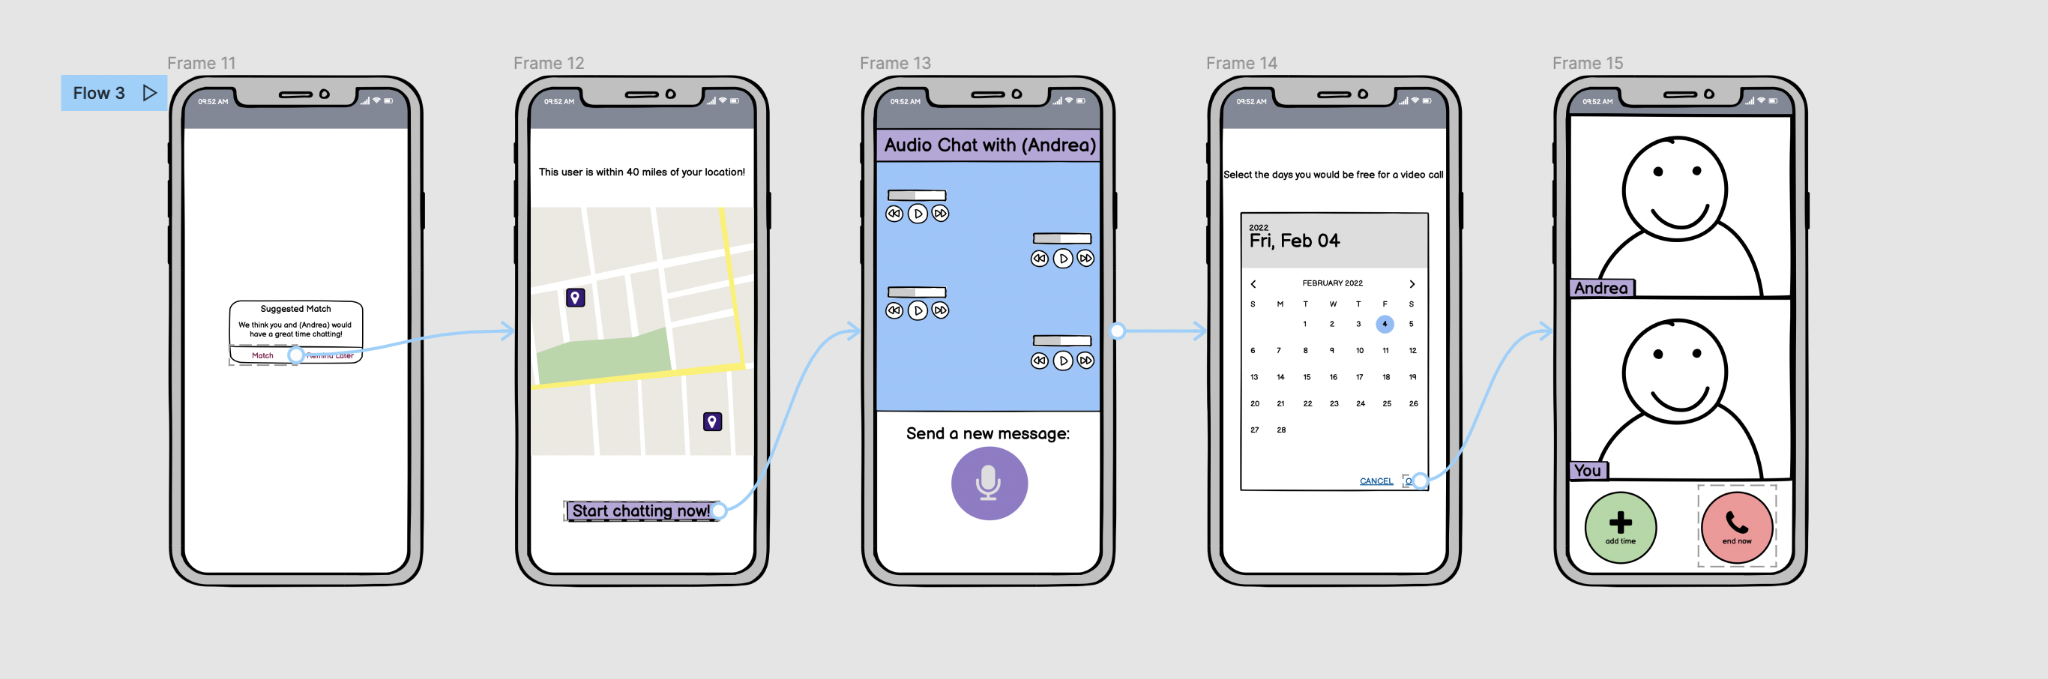 Flow 3
Frame 11
09:52 AM
Suggested Match
We think you and (Andrea) would
have a great time chatting!
Match
Remind Later
Frame 12
09:52 AM
This user is within 40 miles of your location!
Start chatting now!
Frame 13
09:52 AM
Audio Chat with (Andrea)
Send a new message:
Frame 14
09:52 AM
Select the days you would be free for a video call
2022
Fri, Feb 04
FEBRUARY 2022
S M T W T F S
1 2 3 4 5
6 7 8 9 10 11 12
13 14 15 16 17 18 19
20 21 22 23 24 25 26
27 28
CANCEL
Frame 15
09:52 AM
Andrea
You
add time
end now